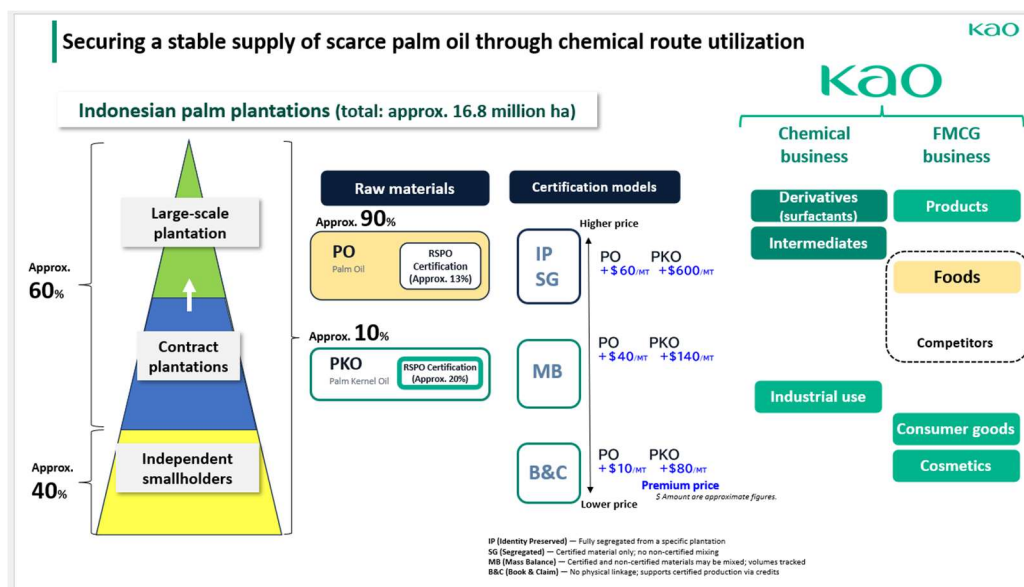 Kao
Securing a stable supply of scarce palm oil through chemical route utilization
Kao
Indonesian palm plantations (total: approx. 16.8 million ha)
Chemical
business
FMCG
business
Raw materials
Certification models
Large-scale
plantation
Approx.
60%
Contract
plantations
Independent
smallholders
Approx.
40%
Approx. 90%
PO
Palm Oil
RSPO
Certification
(Approx. 13%)
Approx. 10%
PKO
Palm Kernel Oil
RSPO Certification
(Approx. 20%)
Higher price
IP
SG
PO PKO
+$60/MT +$600/MT
MB
PO PKO
+$40/MT +$140/MT
B&C
PO PKO
+$10/MT +$80/MT
Premium price
$ Amount are approximate figures.
Lower price
Derivatives
(surfactants)
Intermediates
Industrial use
Products
Foods
Competitors
Consumer goods
Cosmetics
IP (Identity Preserved) — Fully segregated from a specific plantation
SG (Segregated) — Certified material only; no non-certified mixing
MB (Mass Balance) — Certified and non-certified materials may be mixed; volumes tracked
B&C (Book & Claim) — No physical linkage; supports certified production via credits